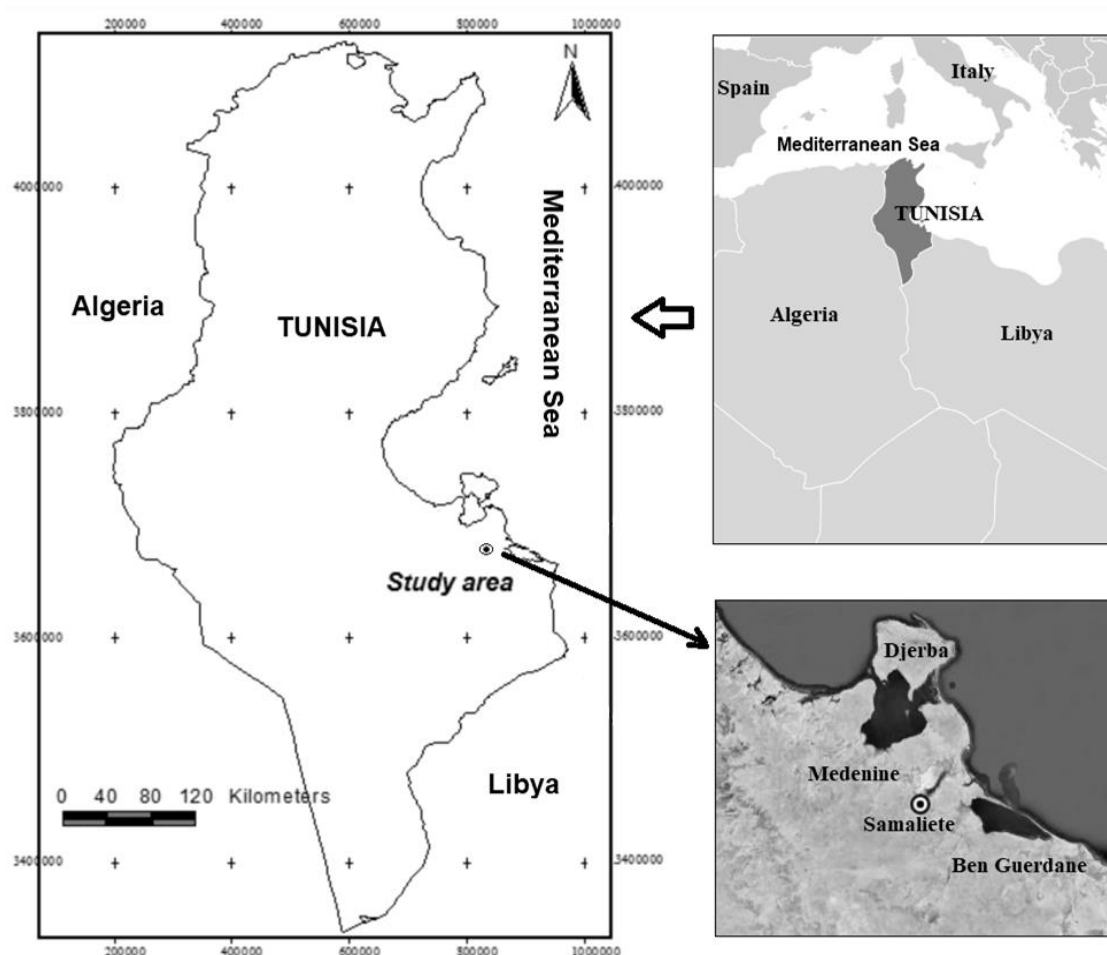 200000 400000 600000 800000 1000000
N
4000000 4000000
Mediterranean Sea
Algeria
TUNISIA
3800000 3800000
Study area
3600000 3600000
0 40 80 120 Kilometers
Libya
3400000 3400000
200000 400000 600000 800000 1000000
Italy
Spain
Mediterranean Sea
TUNISIA
Algeria
Libya
Djerba
Medenine
Samaliete
Ben Guerdane